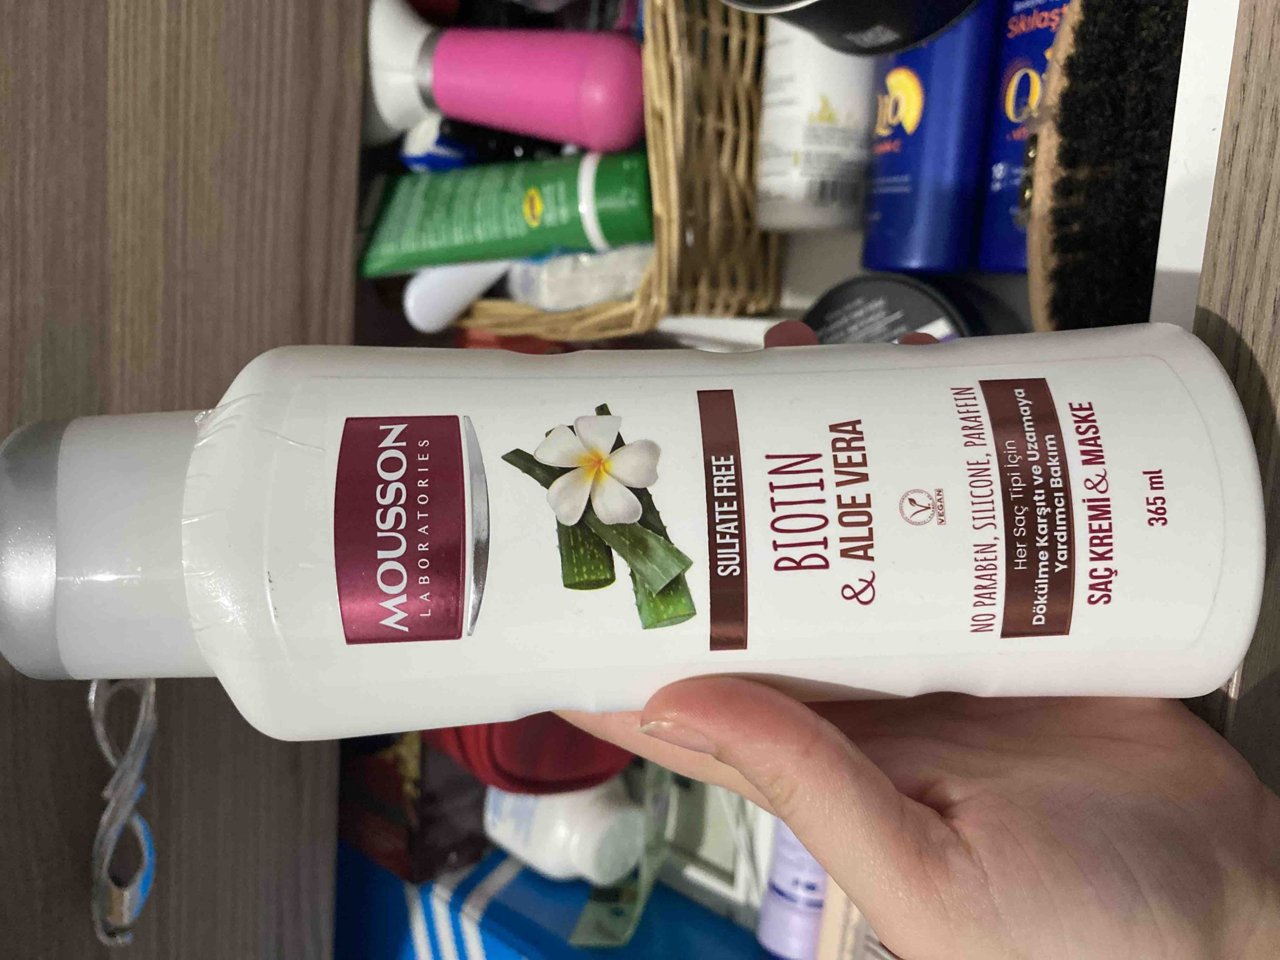 MOUSSON
LABORATORIES
SULFATE FREE
BIOTIN
& ALOE VERA
VEGAN
NO PARABEN, SILICONE, PARAFFIN
Her Saç Tipi İçin
Dökülme Karşıtı ve Uzamaya
Yardımcı Bakım
SAÇ KREMİ & MASKE
365 ml